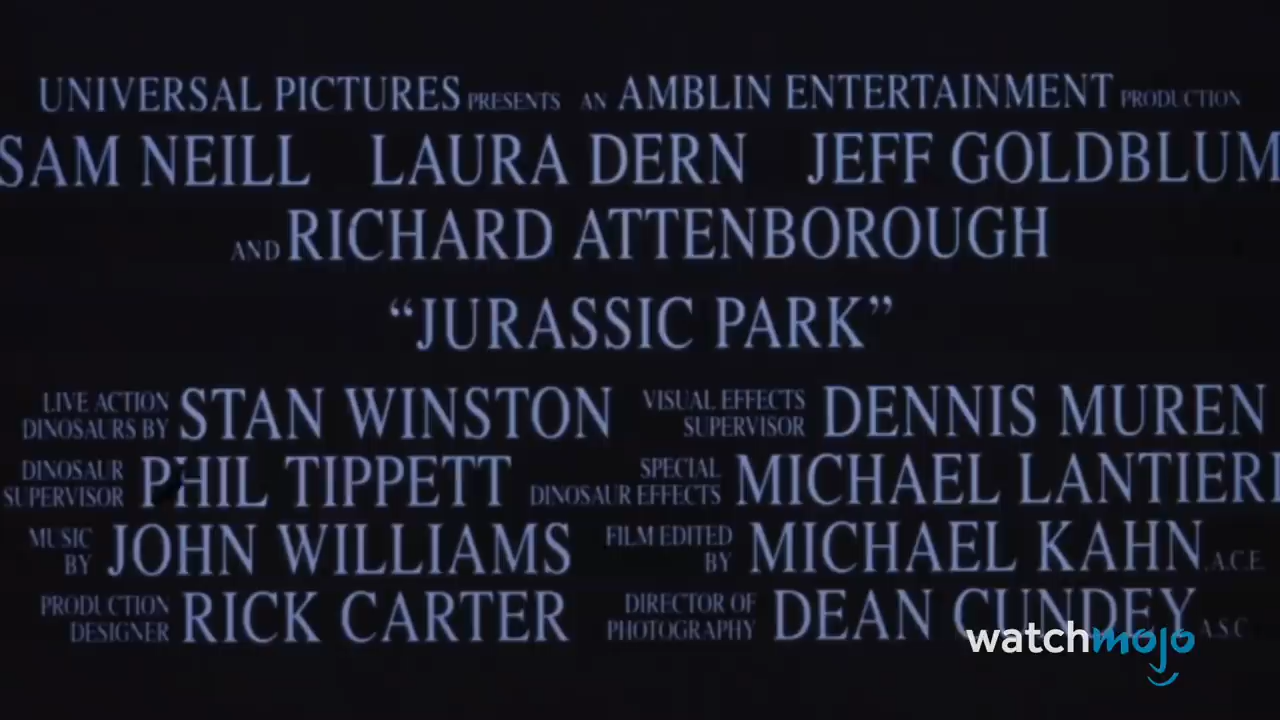 UNIVERSAL PICTURES PRESENTS AN AMBLIN ENTERTAINMENT PRODUCTION
SAM NEILL LAURA DERN JEFF GOLDBLUM
AND RICHARD ATTENBOROUGH
“JURASSIC PARK”
LIVE ACTION DINOSAURS BY STAN WINSTON VISUAL EFFECTS SUPERVISOR DENNIS MUREN
DINOSAUR SUPERVISOR PHIL TIPPETT SPECIAL DINOSAUR EFFECTS MICHAEL LANTIERI
MUSIC BY JOHN WILLIAMS FILM EDITED BY MICHAEL KAHN, A.C.E.
PRODUCTION DESIGNER RICK CARTER DIRECTOR OF PHOTOGRAPHY DEAN CUNDEY A.S.C
watchmojo